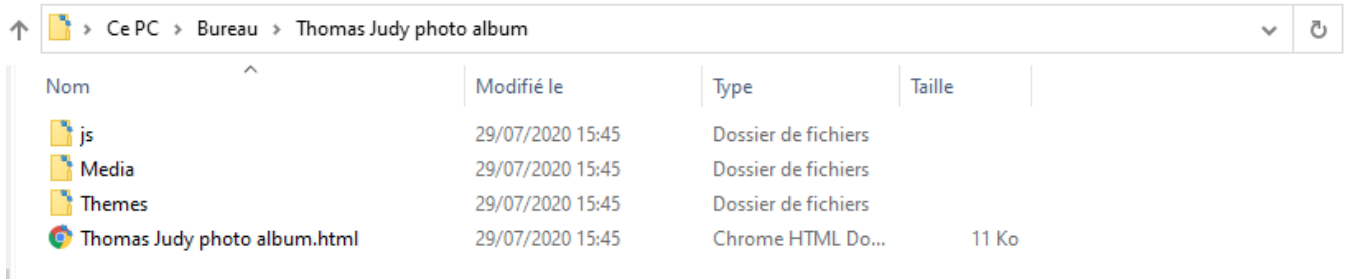 Ce PC > Bureau > Thomas Judy photo album
Nom Modifié le Type Taille
js 29/07/2020 15:45 Dossier de fichiers
Media 29/07/2020 15:45 Dossier de fichiers
Themes 29/07/2020 15:45 Dossier de fichiers
Thomas Judy photo album.html 29/07/2020 15:45 Chrome HTML Do... 11 Ko